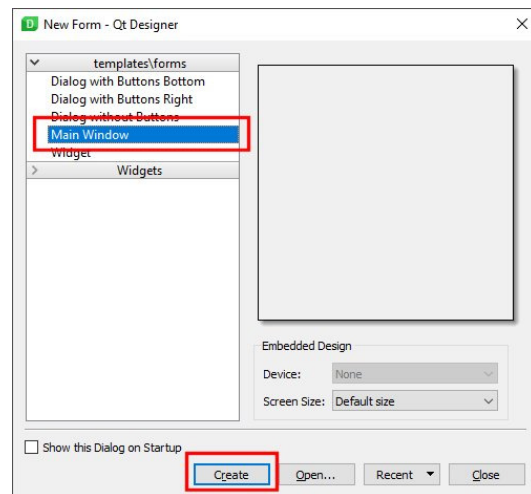 New Form - Qt Designer
templates\forms
Dialog with Buttons Bottom
Dialog with Buttons Right
Dialog without Buttons
Main Window
Widget
Widgets
Embedded Design
Device: None
Screen Size: Default size
Show this Dialog on Startup
Create Open... Recent Close